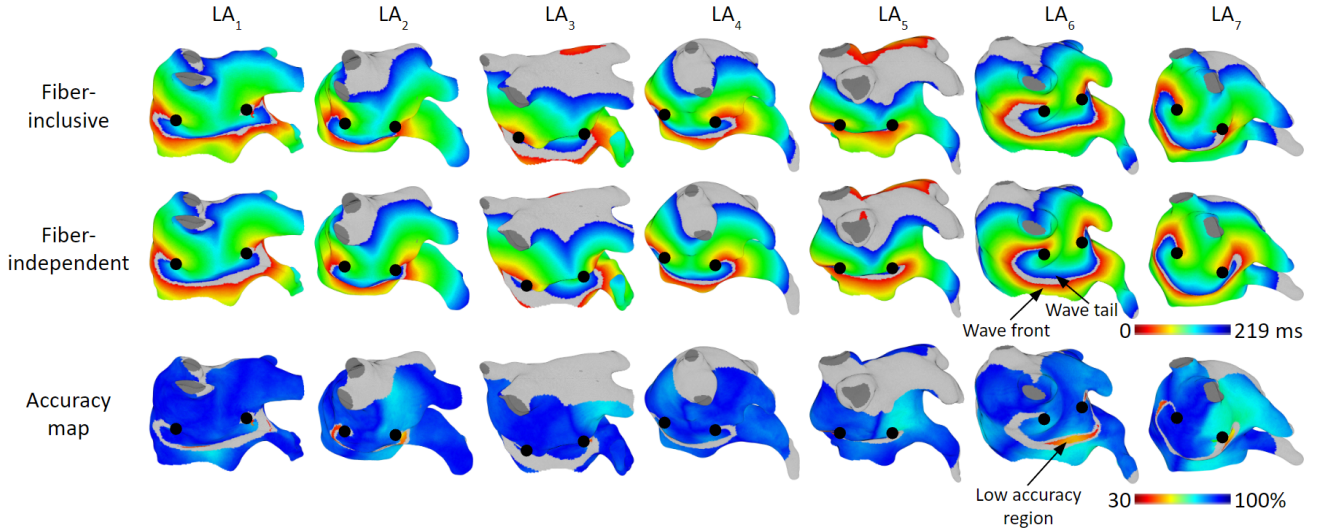 LA1 LA2 LA3 LA4 LA5 LA6 LA7
Fiber-
inclusive
Fiber-
independent
Wave tail
Wave front
0 219 ms
Accuracy
map
Low accuracy
region
30 100%